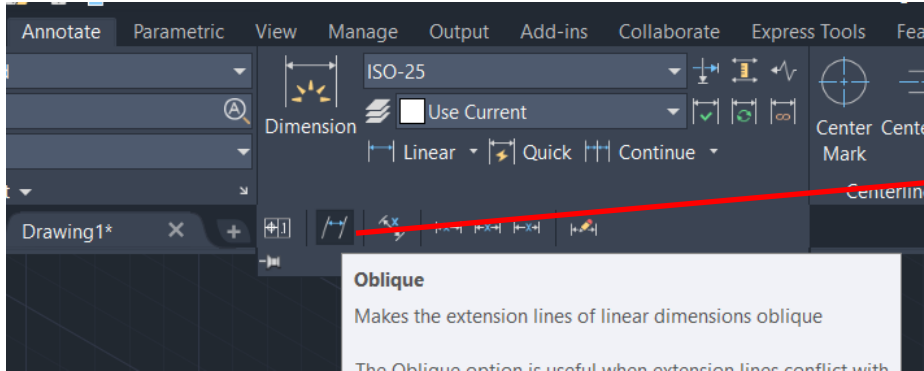 Annotate Parametric View Manage Output Add-ins Collaborate Express Tools
ISO-25
Use Current
Dimension
Linear Quick Continue
Center
Mark
Drawing1*
Oblique
Makes the extension lines of linear dimensions oblique
The Oblique option is useful when extension lines conflict with